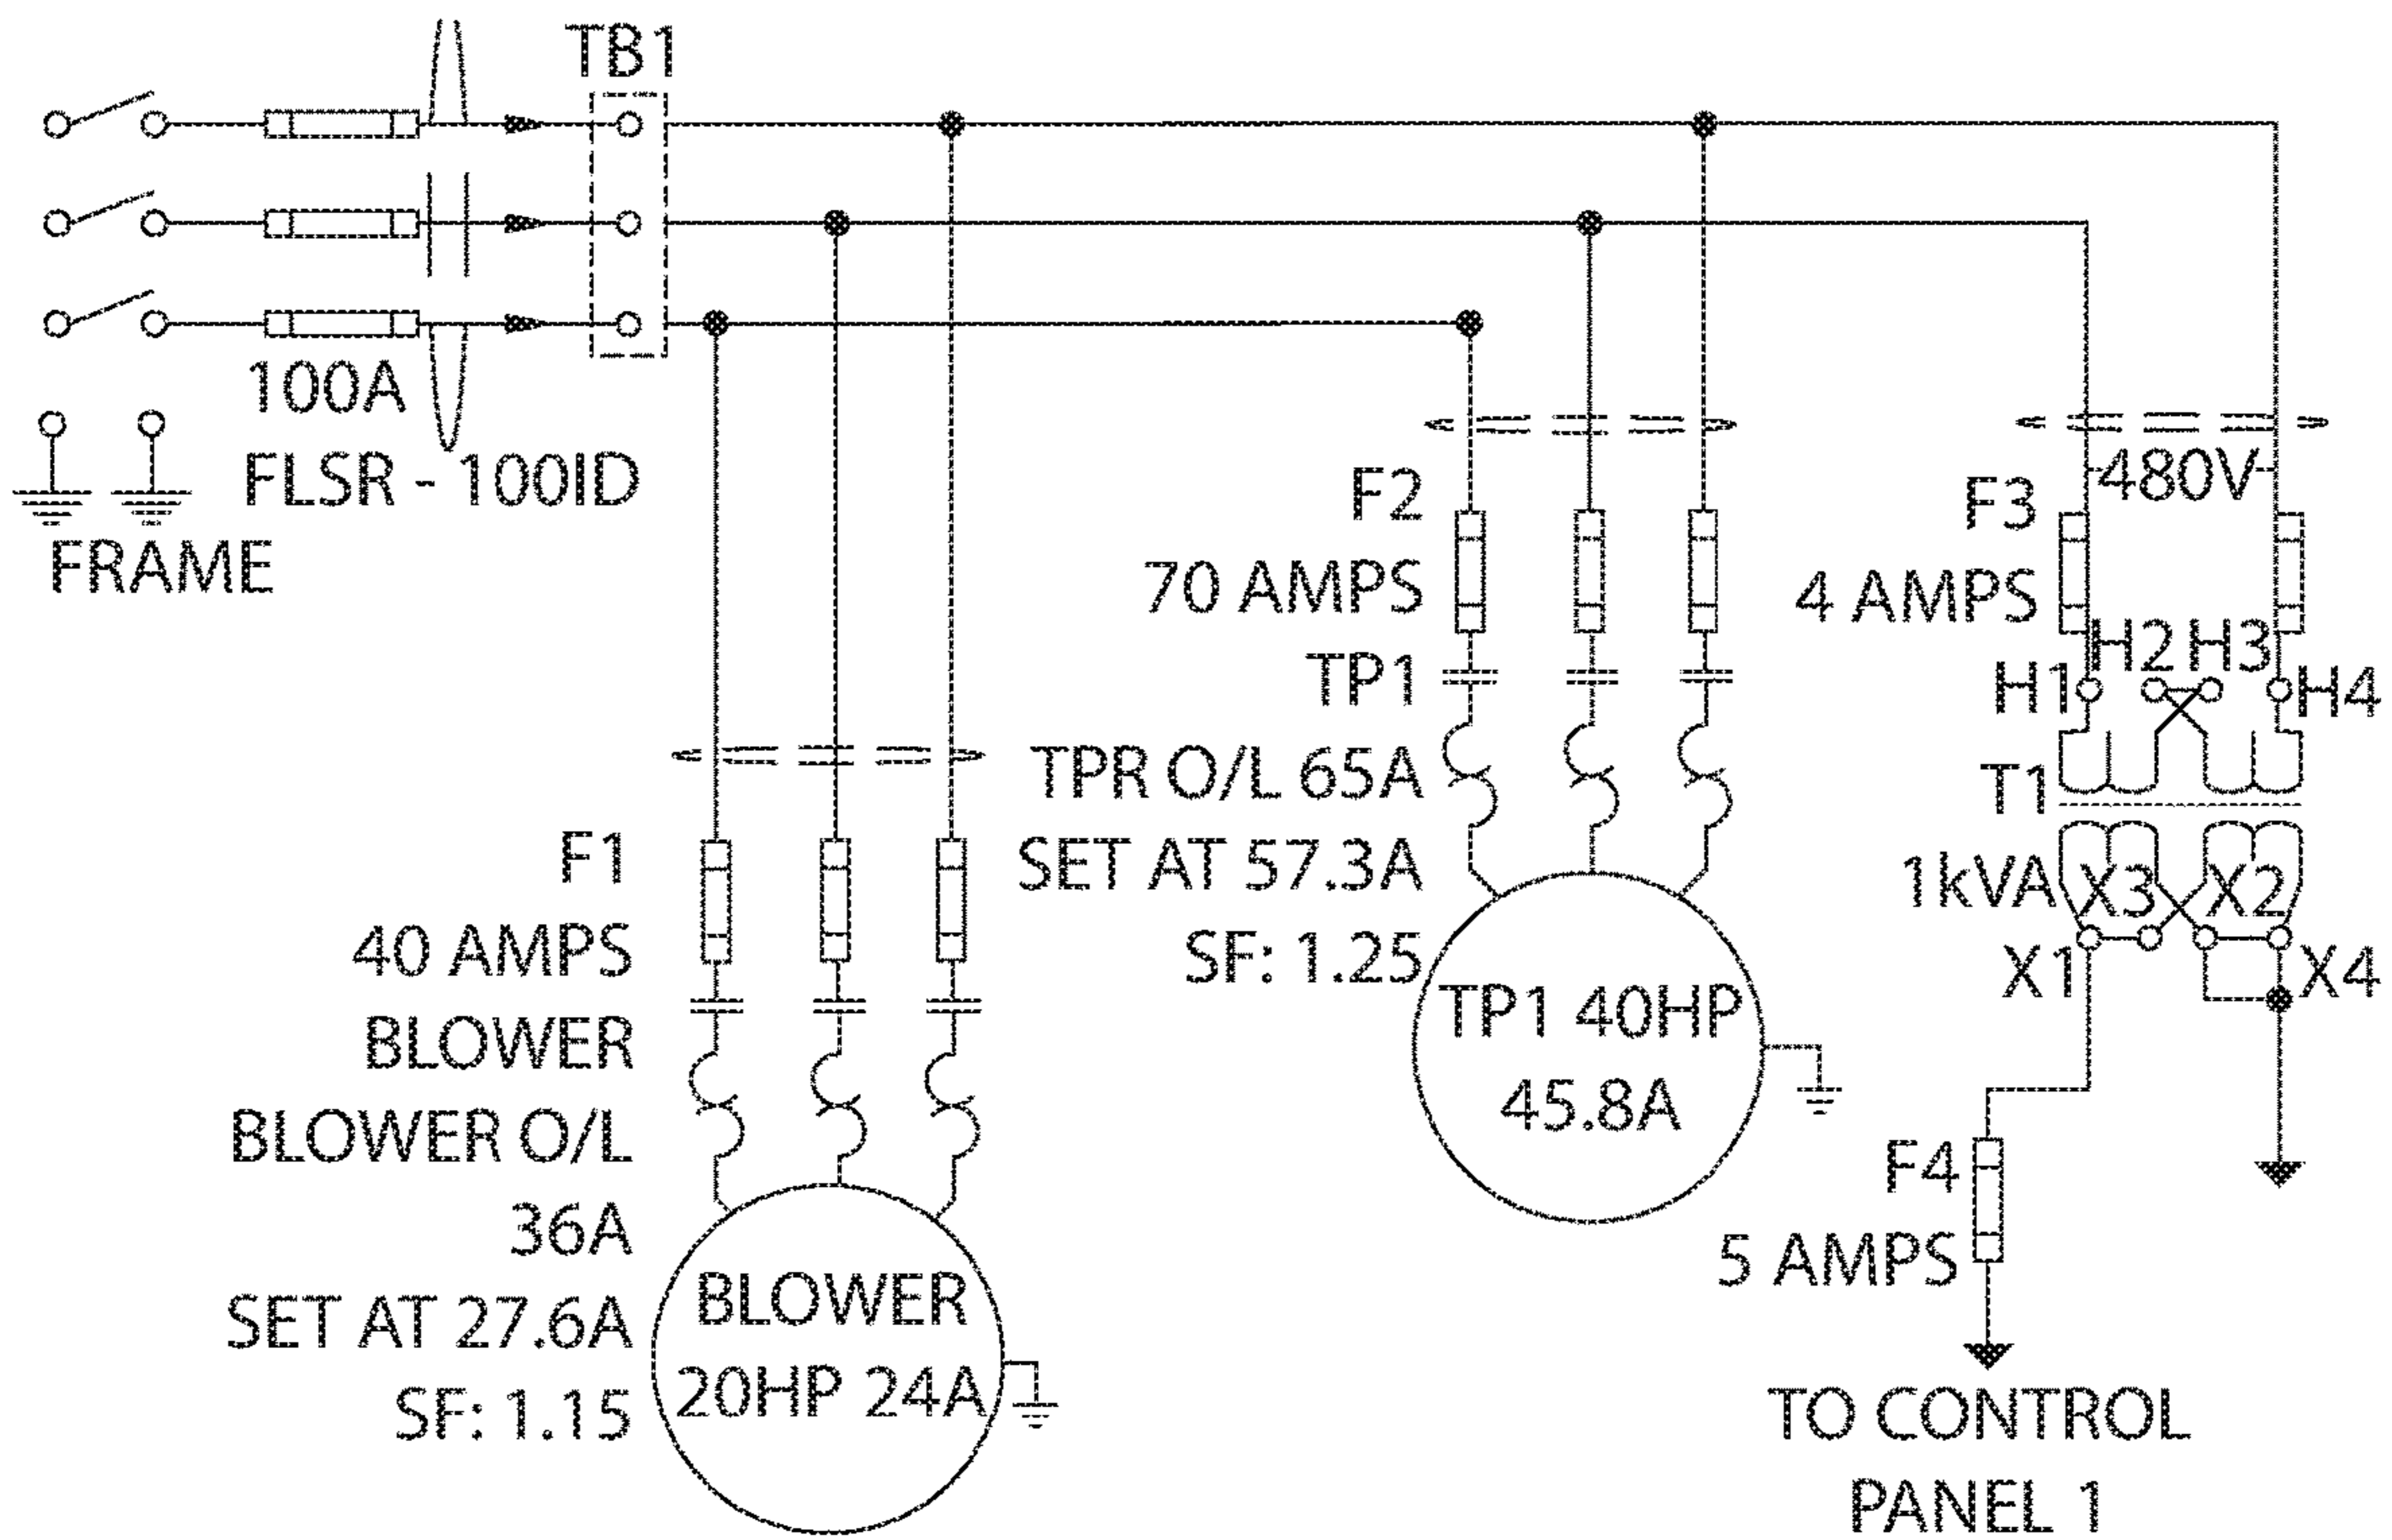 TB1
100A
FLSR - 100ID
FRAME
480V
F2
70 AMPS
TP1
TPR O/L 65A
SET AT 57.3A
SF: 1.25
F3
4 AMPS
H1
H2
H3
H4
T1
1kVA
X3
X2
X1
X4
F1
40 AMPS
BLOWER
BLOWER O/L
36A
SET AT 27.6A
SF: 1.15
BLOWER
20HP 24A
TP1 40HP
45.8A
F4
5 AMPS
TO CONTROL
PANEL 1